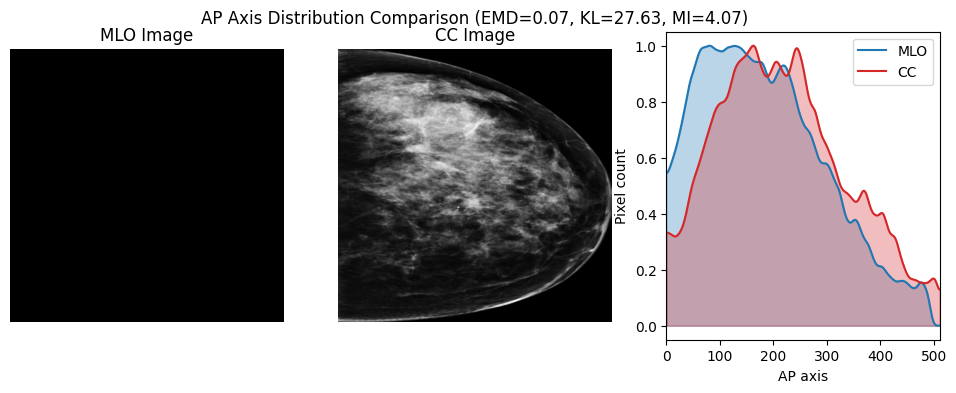 AP Axis Distribution Comparison (EMD=0.07, KL=27.63, MI=4.07)
MLO Image
CC Image
MLO
CC
Pixel count
1.0
0.8
0.6
0.4
0.2
0.0
0 100 200 300 400 500
AP axis